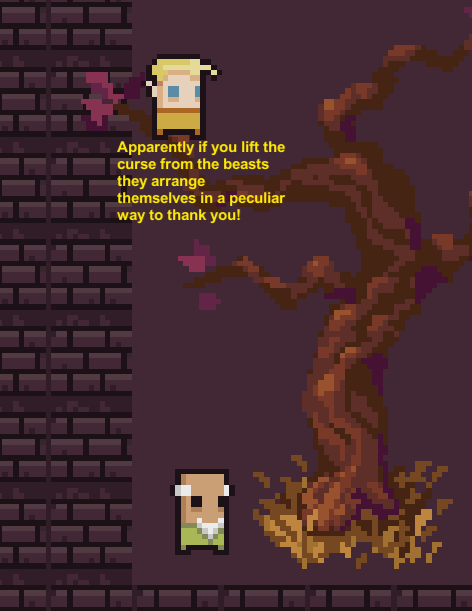 Apparently if you lift the
curse from the beasts
they arrange
themselves in a peculiar
way to thank you!